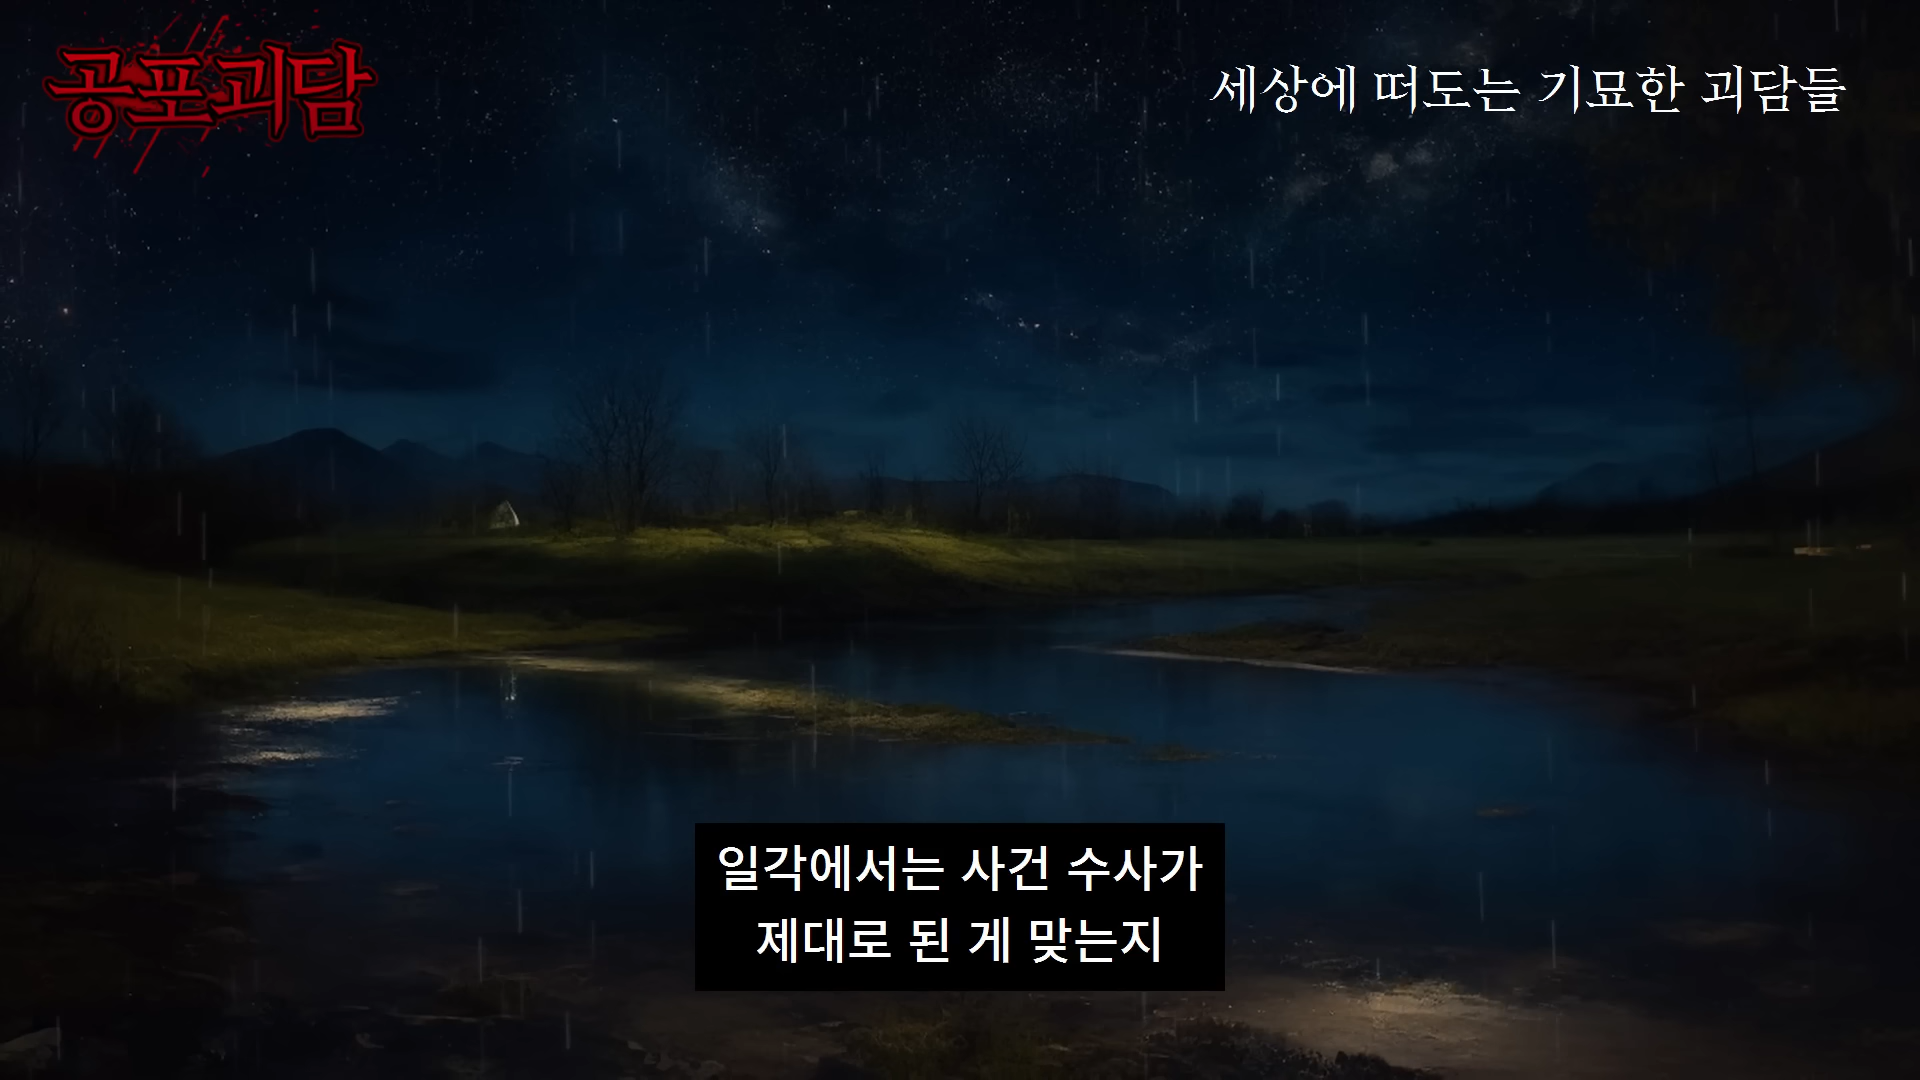 공포괴담
세상에 떠도는 기묘한 괴담들
일각에서는 사건 수사가
제대로 된 게 맞는지